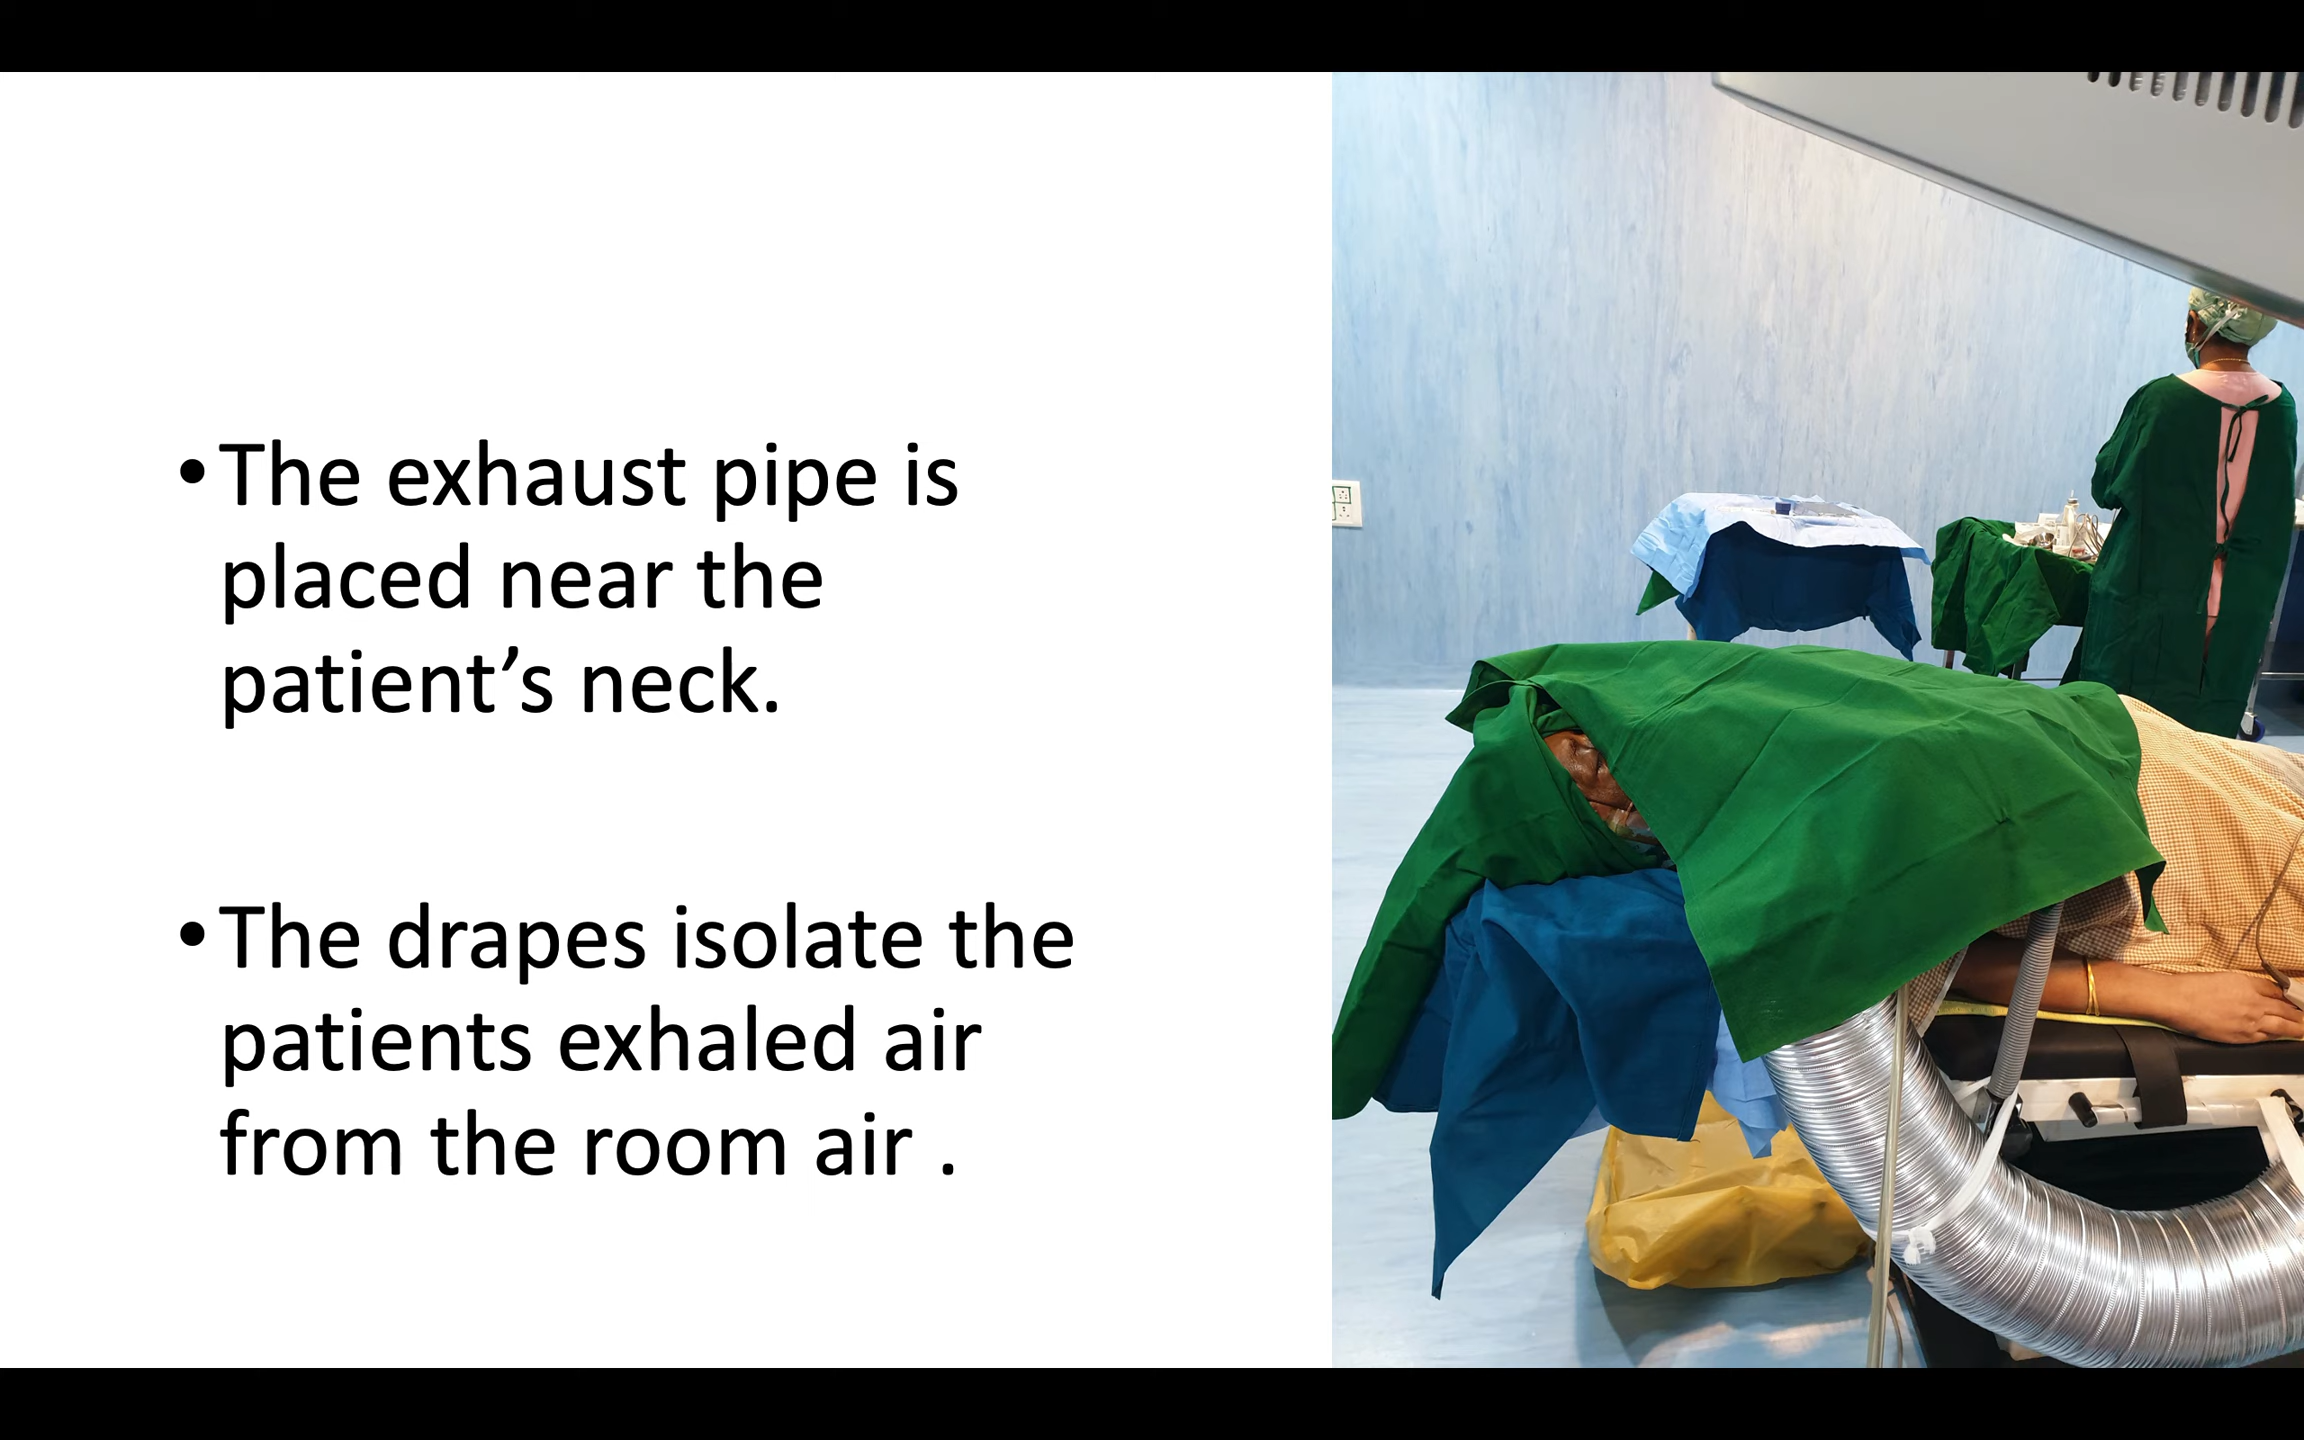 • The exhaust pipe is
placed near the
patient’s neck.
• The drapes isolate the
patients exhaled air
from the room air .